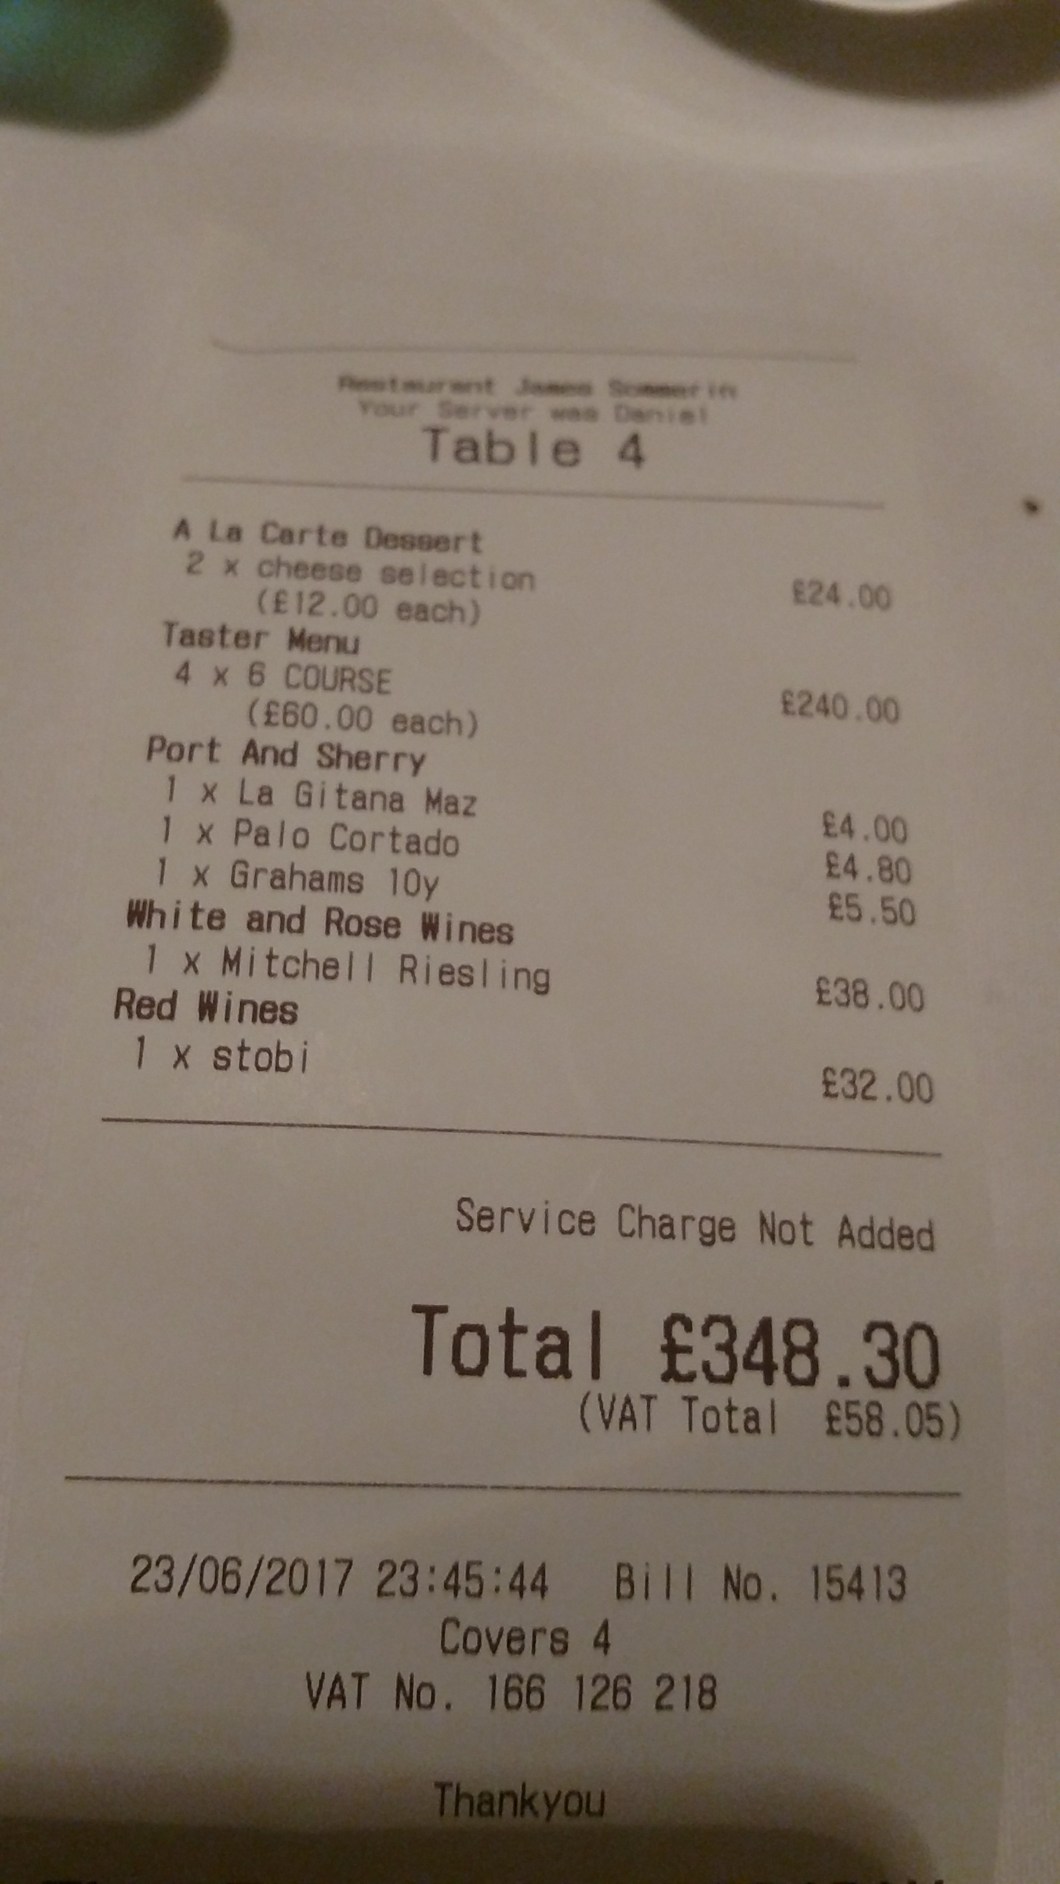 Restaurant James Sommerin
Your Server was Daniel
Table 4
A La Carte Dessert
2 x cheese selection
(£12.00 each) £24.00
Taster Menu
4 x 6 COURSE
(£60.00 each) £240.00
Port And Sherry
1 x La Gitana Maz £4.00
1 x Palo Cortado £4.80
1 x Grahams 10y £5.50
White and Rose Wines
1 x Mitchell Riesling £38.00
Red Wines
1 x stobi £32.00
Service Charge Not Added
Total £348.30
(VAT Total £58.05)
23/06/2017 23:45:44 Bill No. 15413
Covers 4
VAT No. 166 126 218
Thankyou